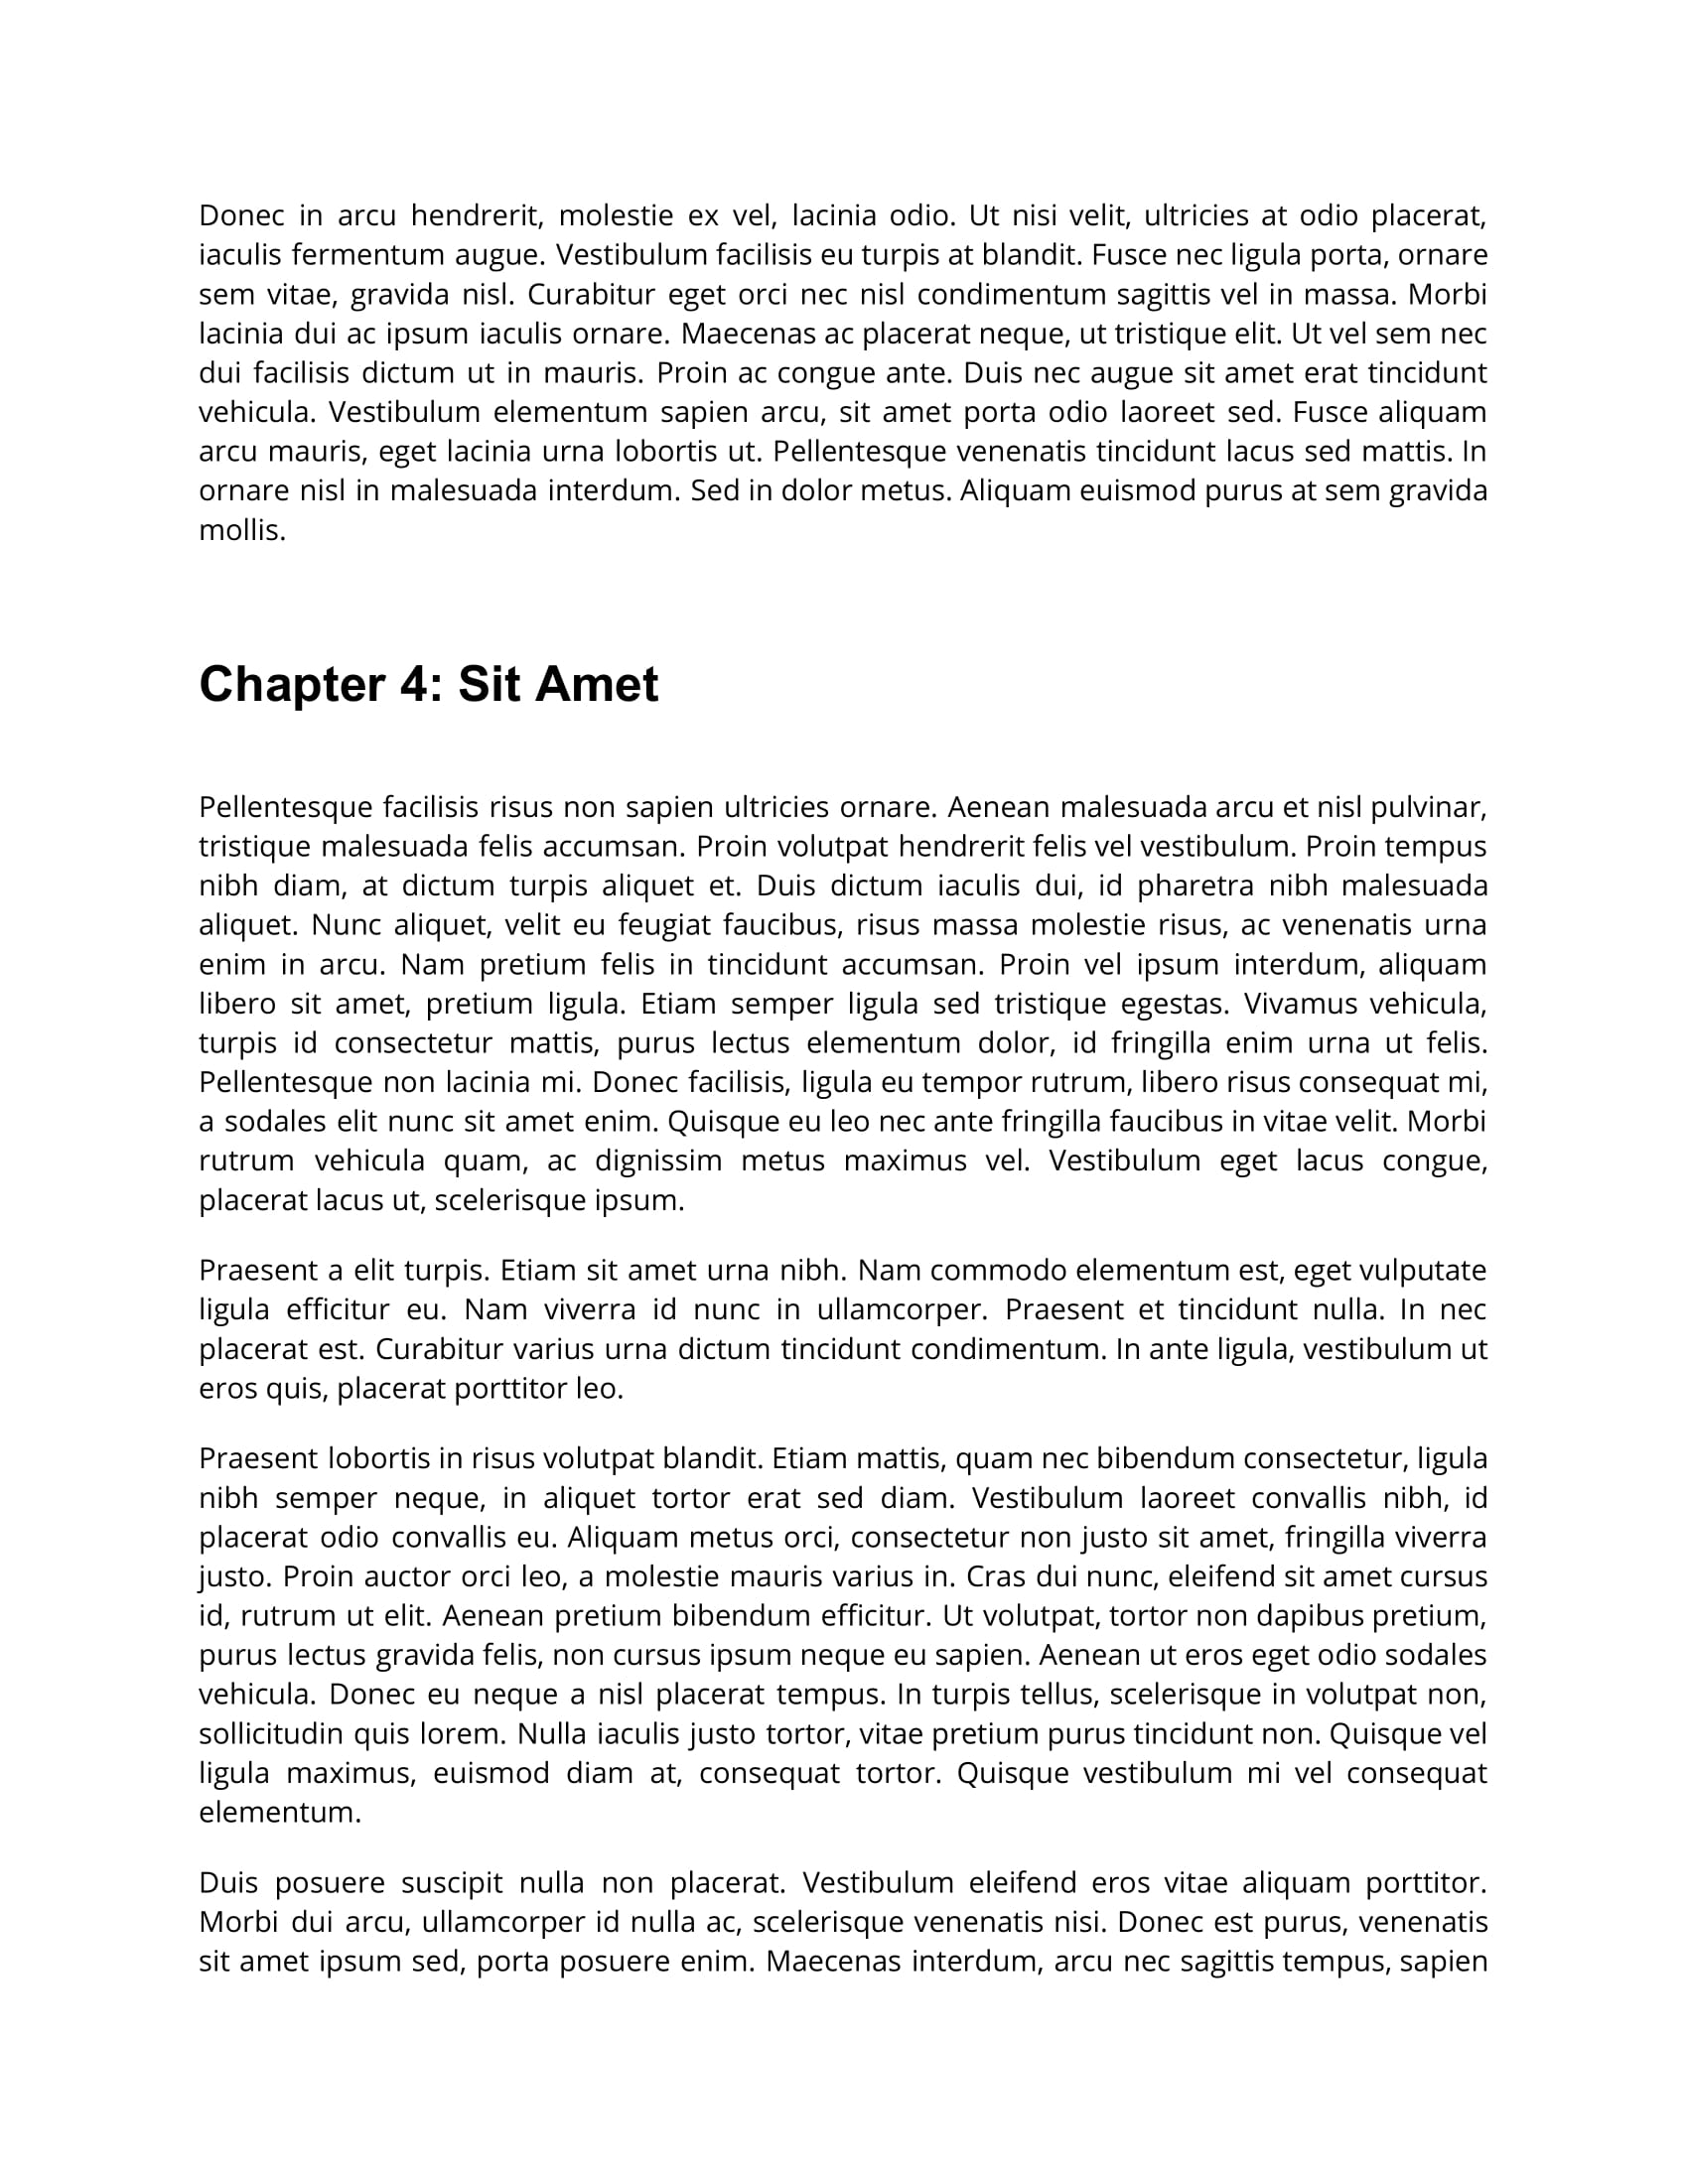 Donec in arcu hendrerit, molestie ex vel, lacinia odio. Ut nisi velit, ultricies at odio placerat,
iaculis fermentum augue. Vestibulum facilisis eu turpis at blandit. Fusce nec ligula porta, ornare
sem vitae, gravida nisl. Curabitur eget orci nec nisl condimentum sagittis vel in massa. Morbi
lacinia dui ac ipsum iaculis ornare. Maecenas ac placerat neque, ut tristique elit. Ut vel sem nec
dui facilisis dictum ut in mauris. Proin ac congue ante. Duis nec augue sit amet erat tincidunt
vehicula. Vestibulum elementum sapien arcu, sit amet porta odio laoreet sed. Fusce aliquam
arcu mauris, eget lacinia urna lobortis ut. Pellentesque venenatis tincidunt lacus sed mattis. In
ornare nisl in malesuada interdum. Sed in dolor metus. Aliquam euismod purus at sem gravida
mollis.
Chapter 4: Sit Amet
Pellentesque facilisis risus non sapien ultricies ornare. Aenean malesuada arcu et nisl pulvinar,
tristique malesuada felis accumsan. Proin volutpat hendrerit felis vel vestibulum. Proin tempus
nibh diam, at dictum turpis aliquet et. Duis dictum iaculis dui, id pharetra nibh malesuada
aliquet. Nunc aliquet, velit eu feugiat faucibus, risus massa molestie risus, ac venenatis urna
enim in arcu. Nam pretium felis in tincidunt accumsan. Proin vel ipsum interdum, aliquam
libero sit amet, pretium ligula. Etiam semper ligula sed tristique egestas. Vivamus vehicula,
turpis id consectetur mattis, purus lectus elementum dolor, id fringilla enim urna ut felis.
Pellentesque non lacinia mi. Donec facilisis, ligula eu tempor rutrum, libero risus consequat mi,
a sodales elit nunc sit amet enim. Quisque eu leo nec ante fringilla faucibus in vitae velit. Morbi
rutrum vehicula quam, ac dignissim metus maximus vel. Vestibulum eget lacus congue,
placerat lacus ut, scelerisque ipsum.
Praesent a elit turpis. Etiam sit amet urna nibh. Nam commodo elementum est, eget vulputate
ligula efficitur eu. Nam viverra id nunc in ullamcorper. Praesent et tincidunt nulla. In nec
placerat est. Curabitur varius urna dictum tincidunt condimentum. In ante ligula, vestibulum ut
eros quis, placerat porttitor leo.
Praesent lobortis in risus volutpat blandit. Etiam mattis, quam nec bibendum consectetur, ligula
nibh semper neque, in aliquet tortor erat sed diam. Vestibulum laoreet convallis nibh, id
placerat odio convallis eu. Aliquam metus orci, consectetur non justo sit amet, fringilla viverra
justo. Proin auctor orci leo, a molestie mauris varius in. Cras dui nunc, eleifend sit amet cursus
id, rutrum ut elit. Aenean pretium bibendum efficitur. Ut volutpat, tortor non dapibus pretium,
purus lectus gravida felis, non cursus ipsum neque eu sapien. Aenean ut eros eget odio sodales
vehicula. Donec eu neque a nisl placerat tempus. In turpis tellus, scelerisque in volutpat non,
sollicitudin quis lorem. Nulla iaculis justo tortor, vitae pretium purus tincidunt non. Quisque vel
ligula maximus, euismod diam at, consequat tortor. Quisque vestibulum mi vel consequat
elementum.
Duis posuere suscipit nulla non placerat. Vestibulum eleifend eros vitae aliquam porttitor.
Morbi dui arcu, ullamcorper id nulla ac, scelerisque venenatis nisi. Donec est purus, venenatis
sit amet ipsum sed, porta posuere enim. Maecenas interdum, arcu nec sagittis tempus, sapien